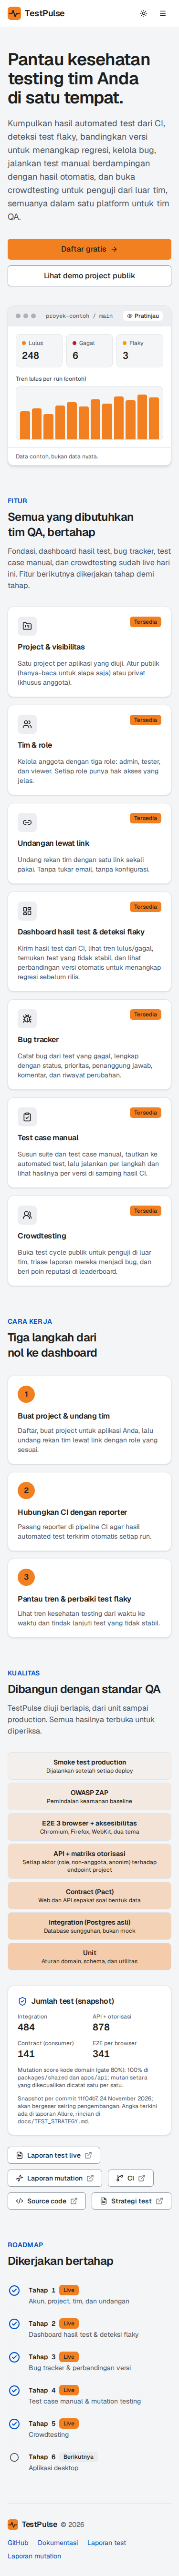 TestPulse
Pantau kesehatan
testing tim Anda
di satu tempat.
Kumpulkan hasil automated test dari CI,
deteksi test flaky, bandingkan versi
untuk menangkap regresi, kelola bug,
jalankan test manual berdampingan
dengan hasil otomatis, dan buka
crowdtesting untuk penguji dari luar tim,
semuanya dalam satu platform untuk tim
QA.
Daftar gratis →
Lihat demo project publik
proyek-contoh / main
Pratinjau
Lulus
248
Gagal
6
Flaky
3
Tren lulus per run (contoh)
Data contoh, bukan data nyata.
FITUR
Semua yang dibutuhkan
tim QA, bertahap
Fondasi, dashboard hasil test, bug tracker, test
case manual, dan crowdtesting sudah live hari
ini. Fitur berikutnya dikerjakan tahap demi
tahap.
Tersedia
Project & visibilitas
Satu project per aplikasi yang diuji. Atur publik
(hanya-baca untuk siapa saja) atau privat
(khusus anggota).
Tersedia
Tim & role
Kelola anggota dengan tiga role: admin, tester,
dan viewer. Setiap role punya hak akses yang
jelas.
Tersedia
Undangan lewat link
Undang rekan tim dengan satu link sekali
pakai. Tanpa tukar email, tanpa konfigurasi.
Tersedia
Dashboard hasil test & deteksi flaky
Kirim hasil test dari CI, lihat tren lulus/gagal,
temukan test yang tidak stabil, dan lihat
perbandingan versi otomatis untuk menangkap
regresi sebelum rilis.
Tersedia
Bug tracker
Catat bug dari test yang gagal, lengkap
dengan status, prioritas, penanggung jawab,
komentar, dan riwayat perubahan.
Tersedia
Test case manual
Susun suite dan test case manual, tautkan ke
automated test, lalu jalankan per langkah dan
lihat hasilnya per versi di samping hasil CI.
Tersedia
Crowdtesting
Buka test cycle publik untuk penguji di luar
tim, triase laporan mereka menjadi bug, dan
beri poin reputasi di leaderboard.
CARA KERJA
Tiga langkah dari
nol ke dashboard
1
Buat project & undang tim
Daftar, buat project untuk aplikasi Anda, lalu
undang rekan tim lewat link dengan role yang
sesuai.
2
Hubungkan CI dengan reporter
Pasang reporter di pipeline CI agar hasil
automated test terkirim otomatis setiap run.
3
Pantau tren & perbaiki test flaky
Lihat tren kesehatan test dari waktu ke
waktu dan tindak lanjuti test yang tidak stabil.
KUALITAS
Dibangun dengan standar QA
TestPulse diuji berlapis, dari unit sampai
production. Semua hasilnya terbuka untuk
diperiksa.
Smoke test production
Dijalankan setelah setiap deploy
OWASP ZAP
Pemindaian keamanan baseline
E2E 3 browser + aksesibilitas
Chromium, Firefox, WebKit, dua tema
API + matriks otorisasi
Setiap aktor (role, non-anggota, anonim) terhadap
endpoint project
Contract (Pact)
Web dan API sepakat soal bentuk data
Integration (Postgres asli)
Database sungguhan, bukan mock
Unit
Aturan domain, schema, dan utilitas
Jumlah test (snapshot)
Integration
484
API + otorisasi
878
Contract (consumer)
141
E2E per browser
341
Mutation score kode domain (gate 80%): 100% di
packages/shared dan apps/api; mutan setara
yang dikecualikan dicatat satu per satu.
Snapshot per commit 11f04b7, 24 November 2026;
akan bergeser seiring pengembangan. Angka terkini
ada di laporan Allure, rincian di
docs/TEST_STRATEGY.md.
Laporan test live
Laporan mutation
CI
Source code
Strategi test
ROADMAP
Dikerjakan bertahap
Tahap 1 Live
Akun, project, tim, dan undangan
Tahap 2 Live
Dashboard hasil test & deteksi flaky
Tahap 3 Live
Bug tracker & perbandingan versi
Tahap 4 Live
Test case manual & mutation testing
Tahap 5 Live
Crowdtesting
Tahap 6 Berikutnya
Aplikasi desktop
TestPulse © 2026
GitHub Dokumentasi Laporan test
Laporan mutation